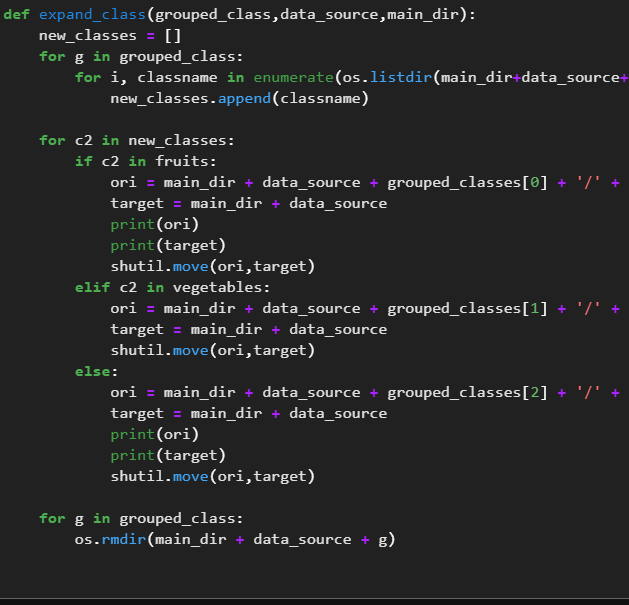 def expand_class(grouped_class,data_source,main_dir):
    new_classes = []
    for g in grouped_class:
        for i, classname in enumerate(os.listdir(main_dir+data_source+
            new_classes.append(classname)

    for c2 in new_classes:
        if c2 in fruits:
            ori = main_dir + data_source + grouped_classes[0] + '/' +
            target = main_dir + data_source
            print(ori)
            print(target)
            shutil.move(ori,target)
        elif c2 in vegetables:
            ori = main_dir + data_source + grouped_classes[1] + '/' +
            target = main_dir + data_source
            shutil.move(ori,target)
        else:
            ori = main_dir + data_source + grouped_classes[2] + '/' +
            target = main_dir + data_source
            print(ori)
            print(target)
            shutil.move(ori,target)

    for g in grouped_class:
        os.rmdir(main_dir + data_source + g)